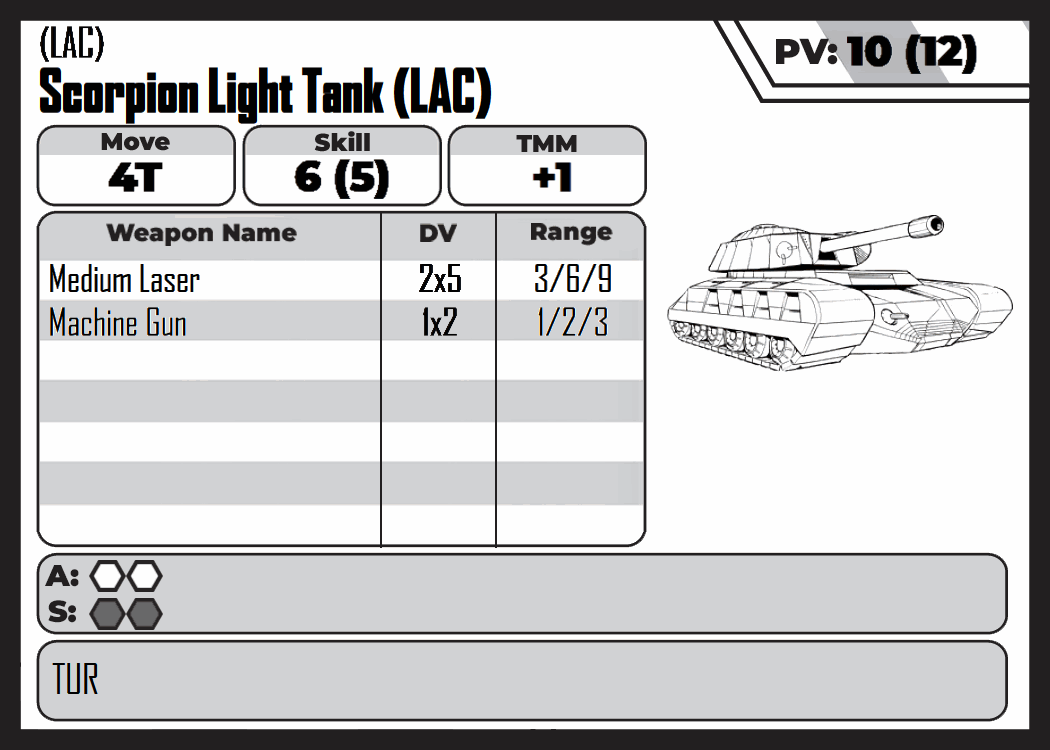 (LAC)
Scorpion Light Tank (LAC)
PV: 10 (12)
Move Skill TMM
4T 6 (5) +1
Weapon Name DV Range
Medium Laser 2x5 3/6/9
Machine Gun 1x2 1/2/3
A:
S:
TUR